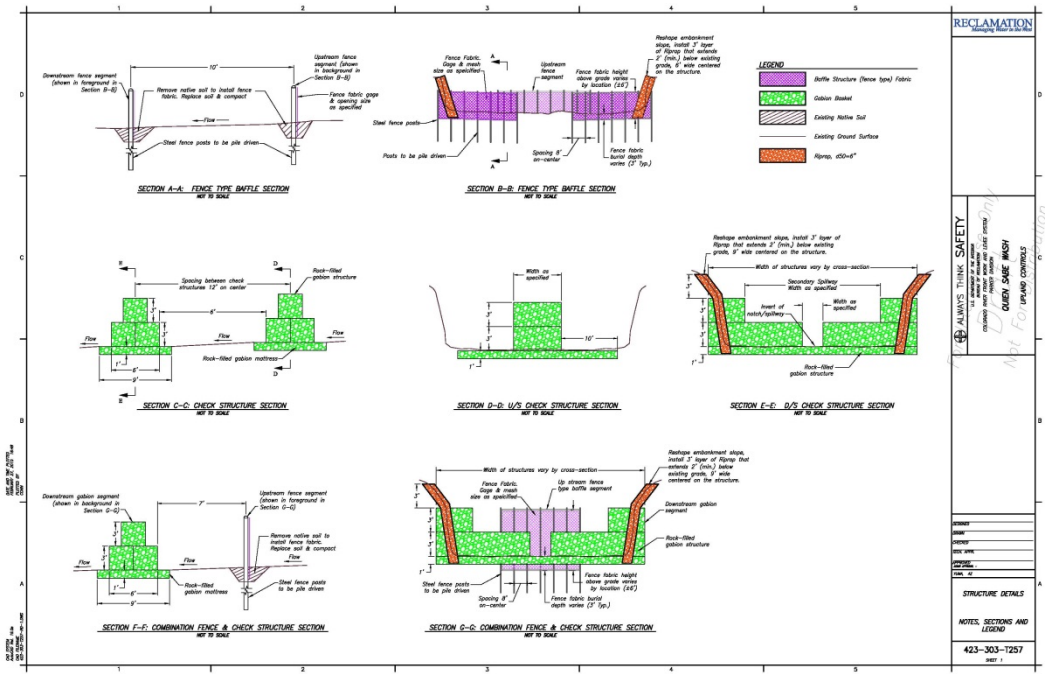 1
2
3
4
5
D
C
B
A
RECLAMATION
Managing Water in the West
10'
Downstream fence segment
(shown in foreground in
Section B-B)
Remove native soil to install fence
fabric. Replace soil & compact
Upstream fence
segment (shown
in background in
Section B-B)
Fence fabric gage
& opening size
as specified
Flow
Steel fence posts to be pile driven
SECTION A-A: FENCE TYPE BAFFLE SECTION
NOT TO SCALE
Fence Fabric.
Gage & mesh
size as specified
A
Upstream
fence
segment
Fence fabric height
above grade varies
by location (±6')
Reshape embankment
slope, install 3' layer
of Riprap that extends
2' (min.) below existing
grade, 6' wide centered
on the structure.
Steel fence posts
Posts to be pile driven
A
Spacing 8'
on-center
Fence fabric
burial depth
varies (3' Typ.)
SECTION B-B: FENCE TYPE BAFFLE SECTION
NOT TO SCALE
LEGEND
Baffle Structure (fence type) Fabric
Gabion Basket
Existing Native Soil
Existing Ground Surface
Riprap, d50=6"
E
D
Spacing between check
structures 12' on center
Rock-filled
gabion structure
6'
3'
3'
Flow
Flow
Flow
Rock-filled gabion mattress
1'
6'
9'
E
D
SECTION C-C: CHECK STRUCTURE SECTION
NOT TO SCALE
Width as
specified
3'
3'
10'
1'
SECTION D-D: U/S CHECK STRUCTURE SECTION
NOT TO SCALE
Reshape embankment slope, install 3' layer of
Riprap that extends 2' (min.) below existing
grade, 9' wide centered on the structure.
Width of structures vary by cross-section
Secondary Spillway
Width as specified
Invert of
notch/spillway
Width as
specified
3'
3'
3'
1'
Rock-filled
gabion structure
SECTION E-E: D/S CHECK STRUCTURE SECTION
NOT TO SCALE
Downstream gabion segment
(shown in background in
Section G-G)
7'
Upstream fence segment
(shown in foreground in
Section G-G)
Remove native soil to
install fence fabric.
Replace soil & compact
3'
3'
Flow
Flow
Flow
1'
6'
9'
Rock-filled
gabion mattress
Steel fence posts
to be pile driven
SECTION F-F: COMBINATION FENCE & CHECK STRUCTURE SECTION
NOT TO SCALE
Width of structures vary by cross-section
Fence Fabric.
Gage & mesh
size as specified
Up stream fence
type baffle segment
Reshape embankment slope,
install 3' layer of Riprap that
extends 2' (min.) below
existing grade, 9' wide
centered on the structure.
Downstream gabion
segment
Rock-filled
gabion structure
3'
3'
3'
1'
Steel fence posts
to be pile driven
Spacing 8'
on-center
Fence fabric burial
depth varies (3' Typ.)
Fence fabric height
above grade varies
by location (±6')
SECTION G-G: COMBINATION FENCE & CHECK STRUCTURE SECTION
NOT TO SCALE
ALWAYS THINK SAFETY
QUIEN SABE WASH
UPLAND CONTROLS
STRUCTURE DETAILS
NOTES, SECTIONS AND
LEGEND
423-303-T257
SHEET 1